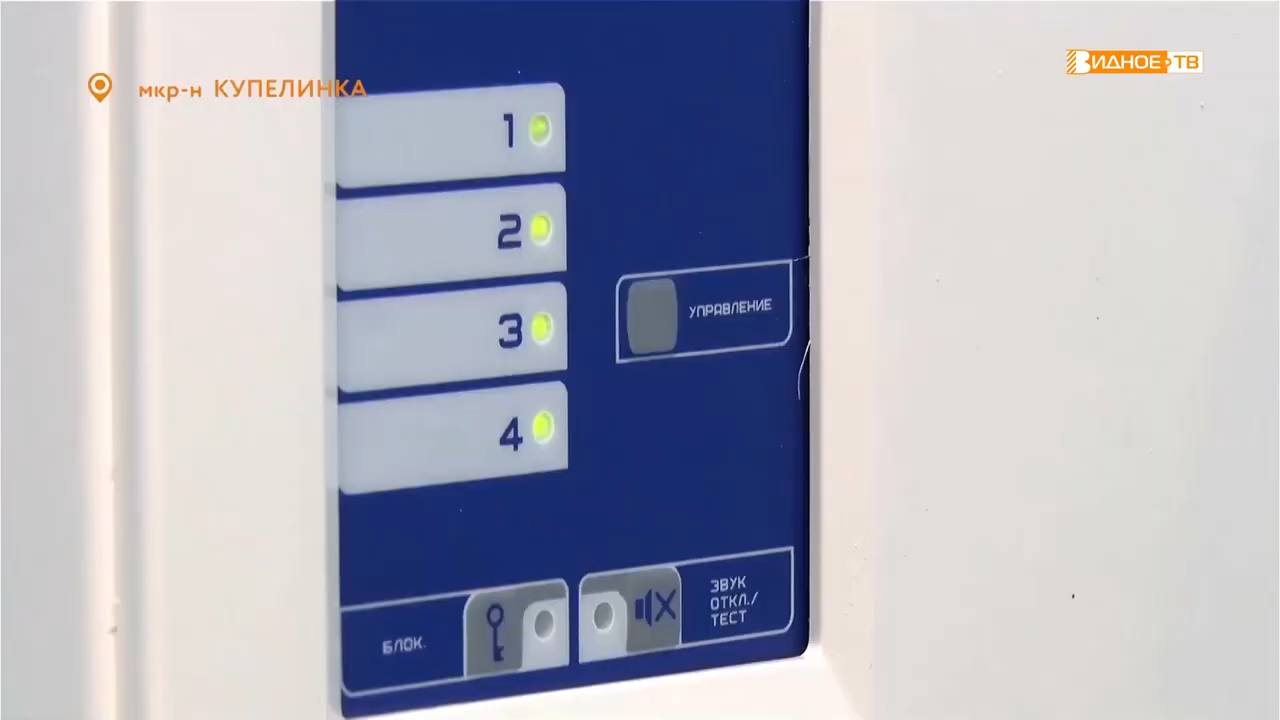 мкр-н КУПЕЛИНКА
ВИДНОЕ ТВ
1
2
3
4
УПРАВЛЕНИЕ
БЛОК.
ЗВУК
ОТКЛ./
ТЕСТ